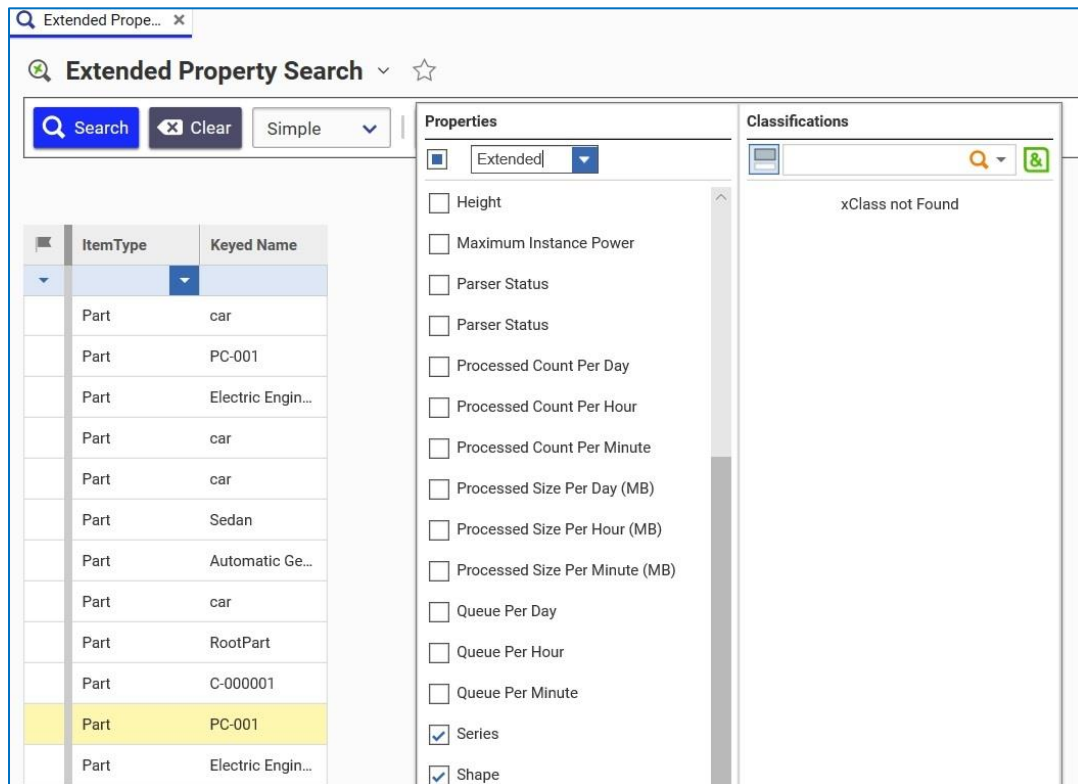 Extended Prope...
Extended Property Search
Search
Clear
Simple
ItemType
Keyed Name
Part car
Part PC-001
Part Electric Engin...
Part car
Part car
Part Sedan
Part Automatic Ge...
Part car
Part RootPart
Part C-000001
Part PC-001
Part Electric Engin...
Properties
Extended
Height
Maximum Instance Power
Parser Status
Parser Status
Processed Count Per Day
Processed Count Per Hour
Processed Count Per Minute
Processed Size Per Day (MB)
Processed Size Per Hour (MB)
Processed Size Per Minute (MB)
Queue Per Day
Queue Per Hour
Queue Per Minute
Series
Shape
Classifications
&
xClass not Found